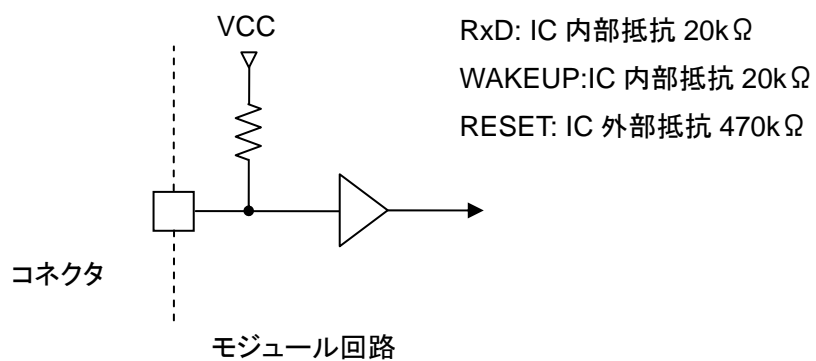 VCC
RxD: IC 内部抵抗 20kΩ
WAKEUP:IC 内部抵抗 20kΩ
RESET: IC 外部抵抗 470kΩ
コネクタ
モジュール回路